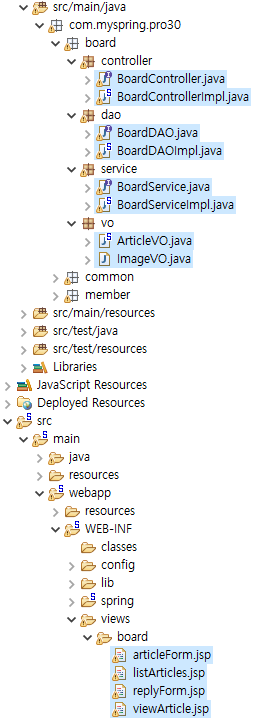 src/main/java
com.myspring.pro30
board
controller
BoardController.java
BoardControllerImpl.java
dao
BoardDAO.java
BoardDAOImpl.java
service
BoardService.java
BoardServiceImpl.java
vo
ArticleVO.java
ImageVO.java
common
member
src/main/resources
src/test/java
src/test/resources
Libraries
JavaScript Resources
Deployed Resources
src
main
java
resources
webapp
resources
WEB-INF
classes
config
lib
spring
views
board
articleForm.jsp
listArticles.jsp
replyForm.jsp
viewArticle.jsp